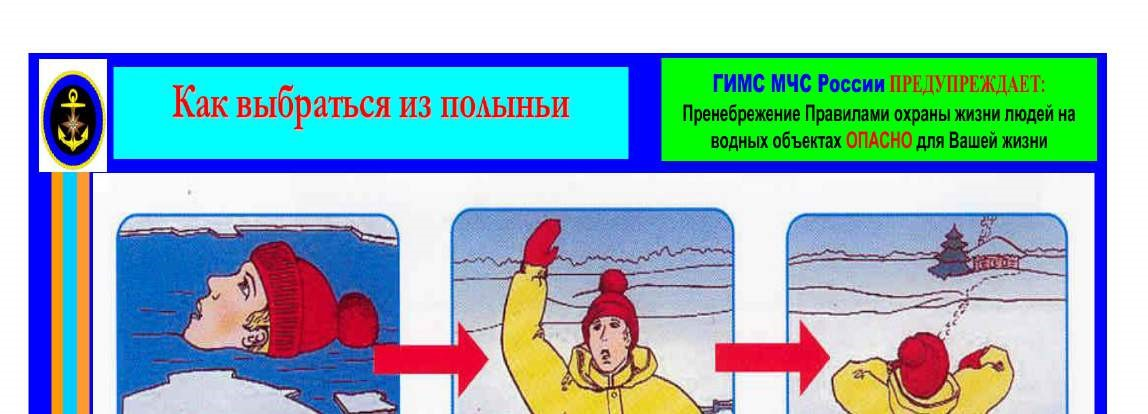 Как выбраться из полыньи
ГИМС МЧС России ПРЕДУПРЕЖДАЕТ:
Пренебрежение Правилами охраны жизни людей на
водных объектах ОПАСНО для Вашей жизни